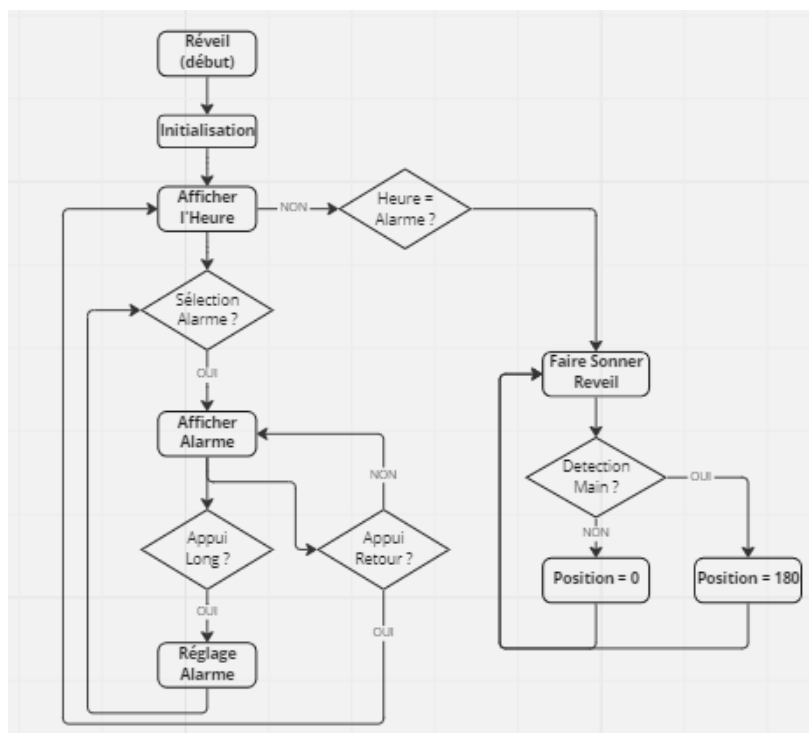 Réveil
(début)
Initialisation
Afficher
l'Heure
NON
Heure =
Alarme ?
Sélection
Alarme ?
OUI
Afficher
Alarme
NON
Appui
Long ?
Appui
Retour ?
OUI
OUI
Réglage
Alarme
Faire Sonner
Reveil
Detection
Main ?
OUI
NON
Position = 0
Position = 180